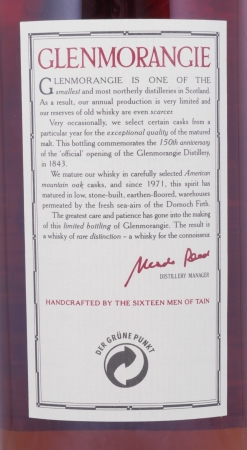 GLENMORANGIE
GLENMORANGIE IS ONE OF THE
smallest and most northerly distilleries in Scotland.
As a result, our annual production is very limited and
our reserves of old whisky are even scarcer
Very occasionally, we select certain casks from a
particular year for the exceptional quality of the matured
malt. This bottling commemorates the 150th anniversary
of the 'official' opening of the Glenmorangie Distillery,
in 1843.
We mature our whisky in carefully selected American
mountain oak casks, and since 1971, this spirit has
matured in low, stone-built, earthen-floored, warehouses
permeated by the fresh sea-airs of the Dornoch Firth.
The greatest care and patience has gone into the making
of this limited bottling of Glenmorangie. The result is
a whisky of rare distinction – a whisky for the connoisseur
DISTILLERY MANAGER
HANDCRAFTED BY THE SIXTEEN MEN OF TAIN
DER GRÜNE PUNKT